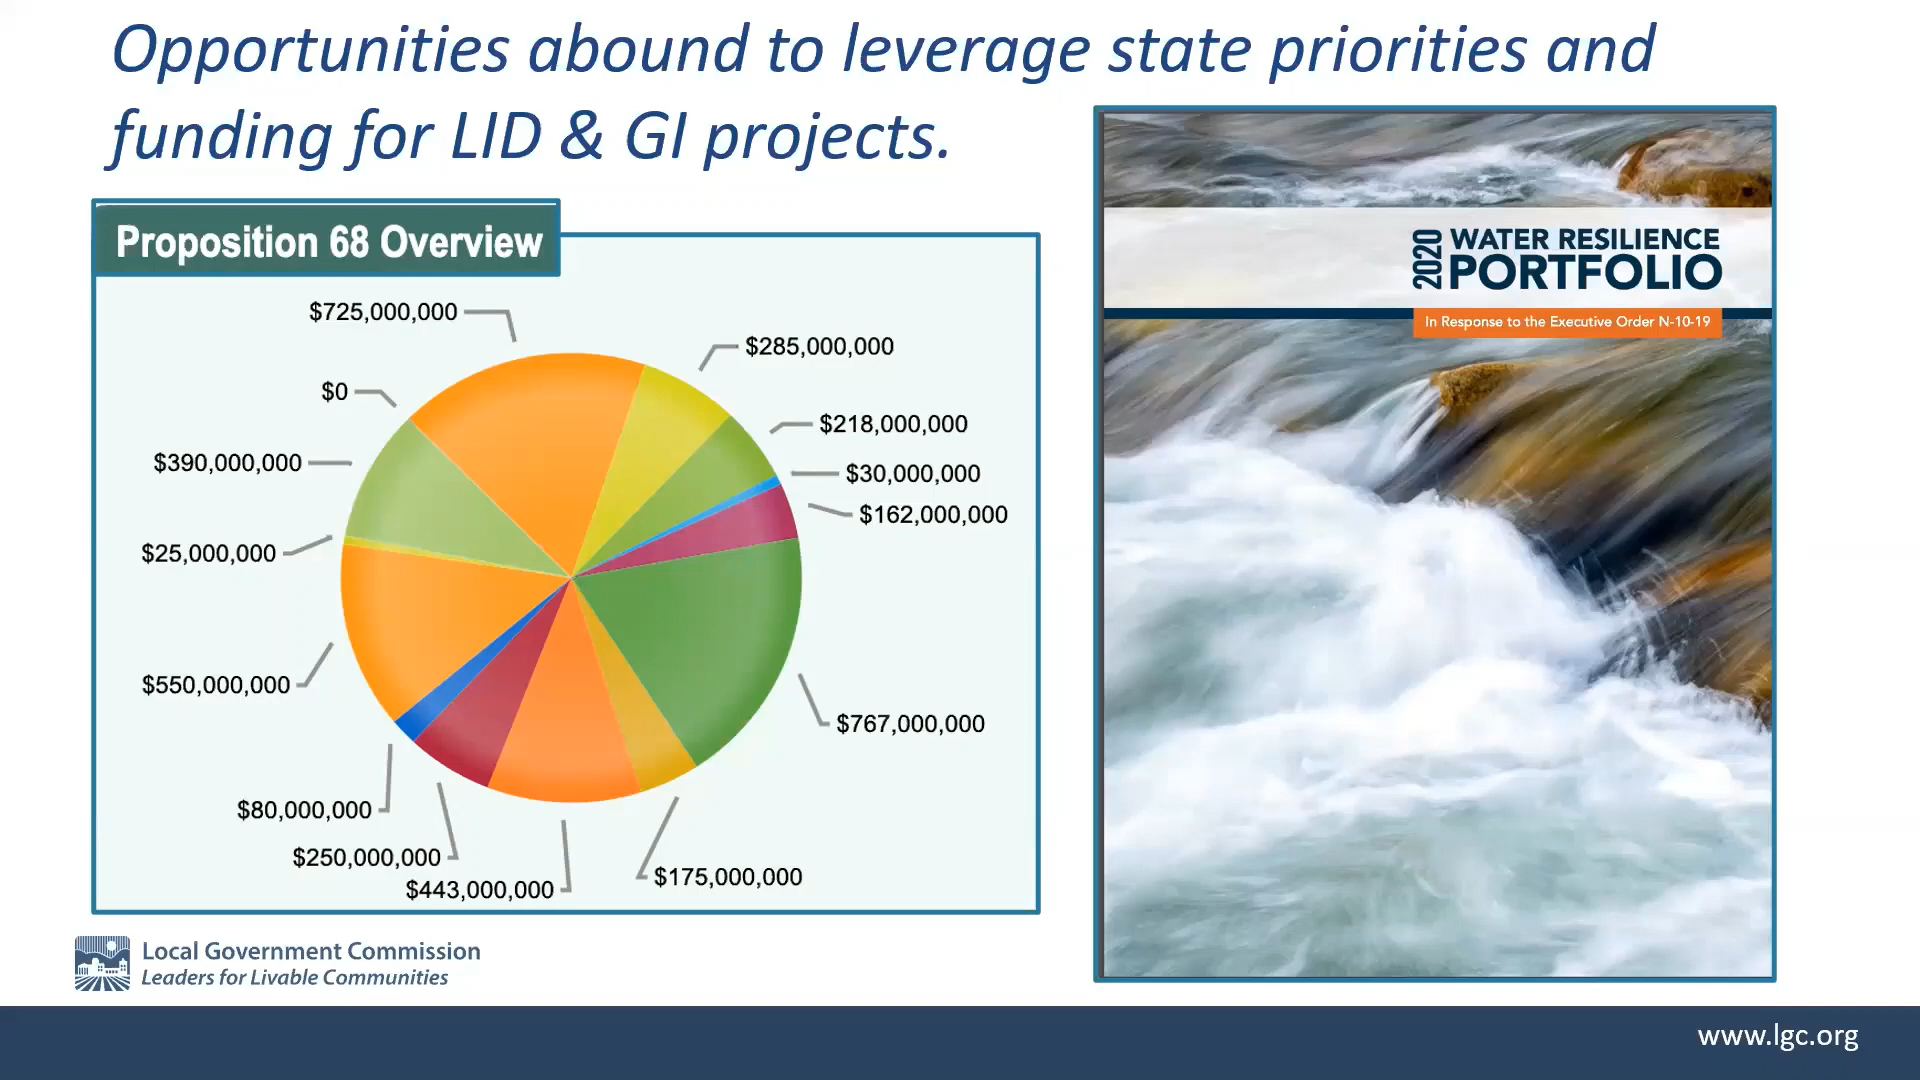 Opportunities abound to leverage state priorities and
funding for LID & GI projects.
Proposition 68 Overview
$725,000,000
$285,000,000
$0
$218,000,000
$390,000,000
$30,000,000
$162,000,000
$25,000,000
$550,000,000
$767,000,000
$80,000,000
$250,000,000
$443,000,000
$175,000,000
2020
WATER RESILIENCE
PORTFOLIO
In Response to the Executive Order N-10-19
Local Government Commission
Leaders for Livable Communities
www.lgc.org